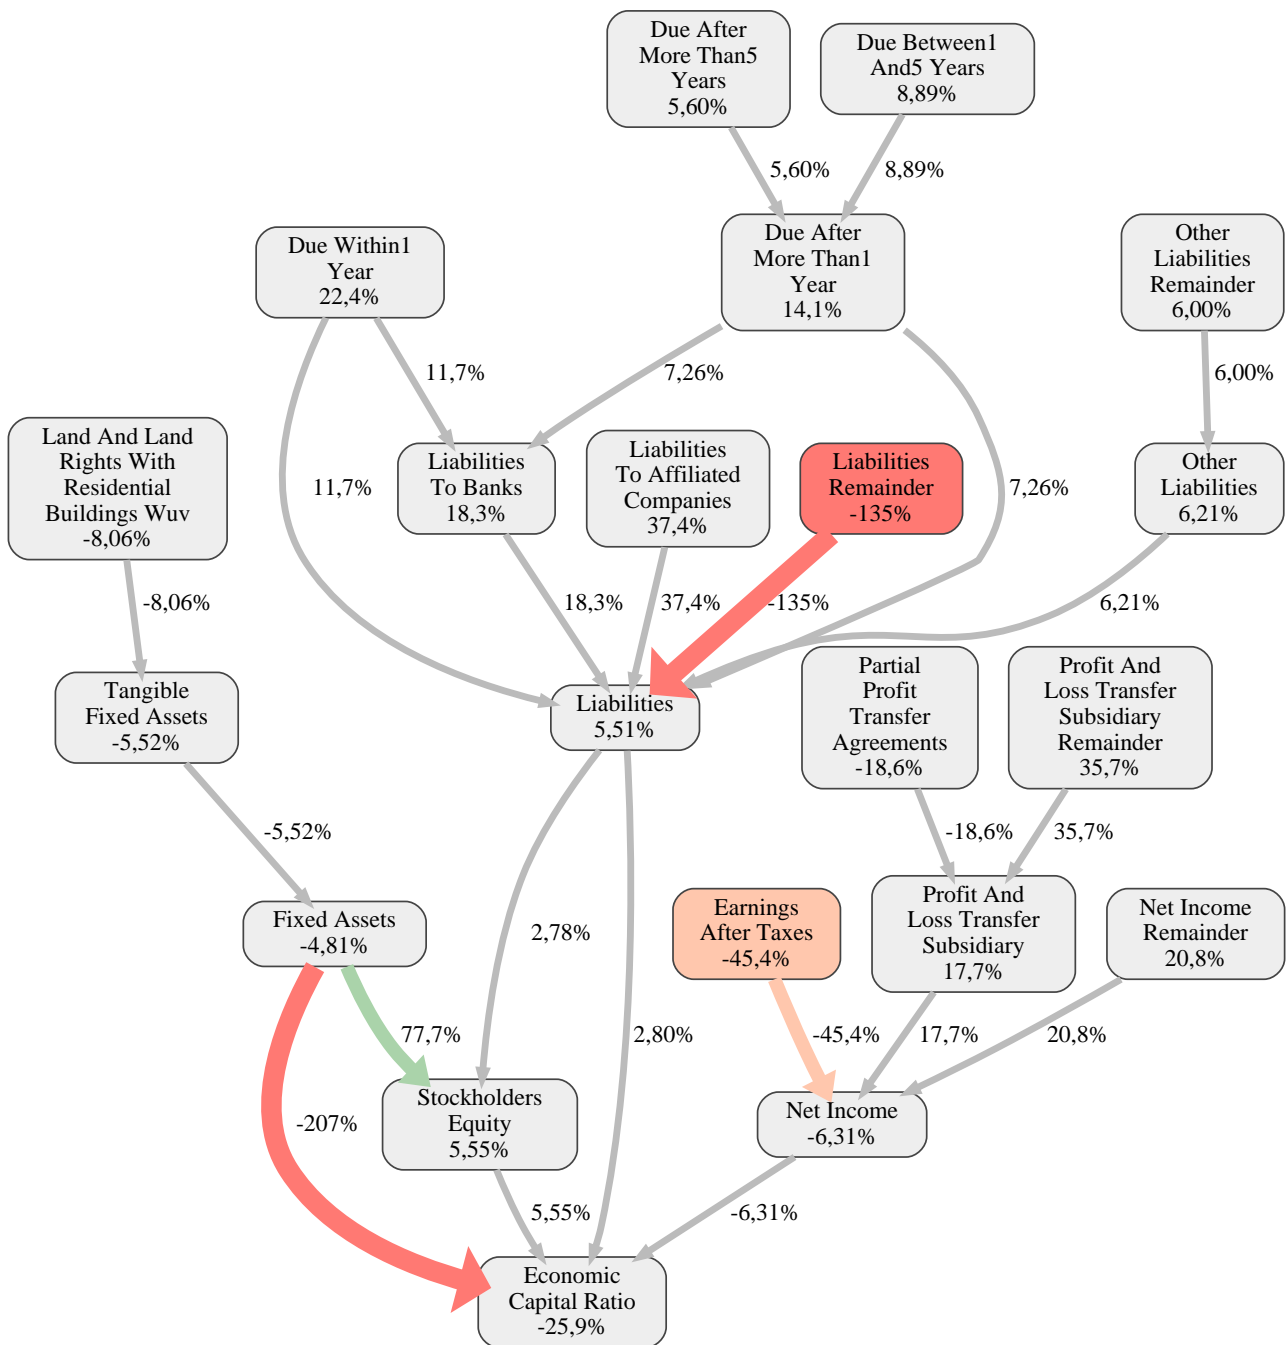 Due After
More Than5
Years
5,60%
Due Between1
And5 Years
8,89%
5,60%
8,89%
Due Within1
Year
22,4%
Due After
More Than1
Year
14,1%
Other
Liabilities
Remainder
6,00%
11,7%
7,26%
6,00%
Land And Land
Rights With
Residential
Buildings Wuv
-8,06%
11,7%
Liabilities
To Banks
18,3%
Liabilities
To Affiliated
Companies
37,4%
Liabilities
Remainder
-135%
7,26%
Other
Liabilities
6,21%
-8,06%
18,3%
37,4%
-135%
6,21%
Tangible
Fixed Assets
-5,52%
Liabilities
5,51%
Partial
Profit
Transfer
Agreements
-18,6%
Profit And
Loss Transfer
Subsidiary
Remainder
35,7%
-5,52%
-18,6%
35,7%
Fixed Assets
-4,81%
2,78%
Earnings
After Taxes
-45,4%
Profit And
Loss Transfer
Subsidiary
17,7%
Net Income
Remainder
20,8%
77,7%
2,80%
-45,4%
17,7%
20,8%
-207%
Stockholders
Equity
5,55%
Net Income
-6,31%
5,55%
-6,31%
Economic
Capital Ratio
-25,9%